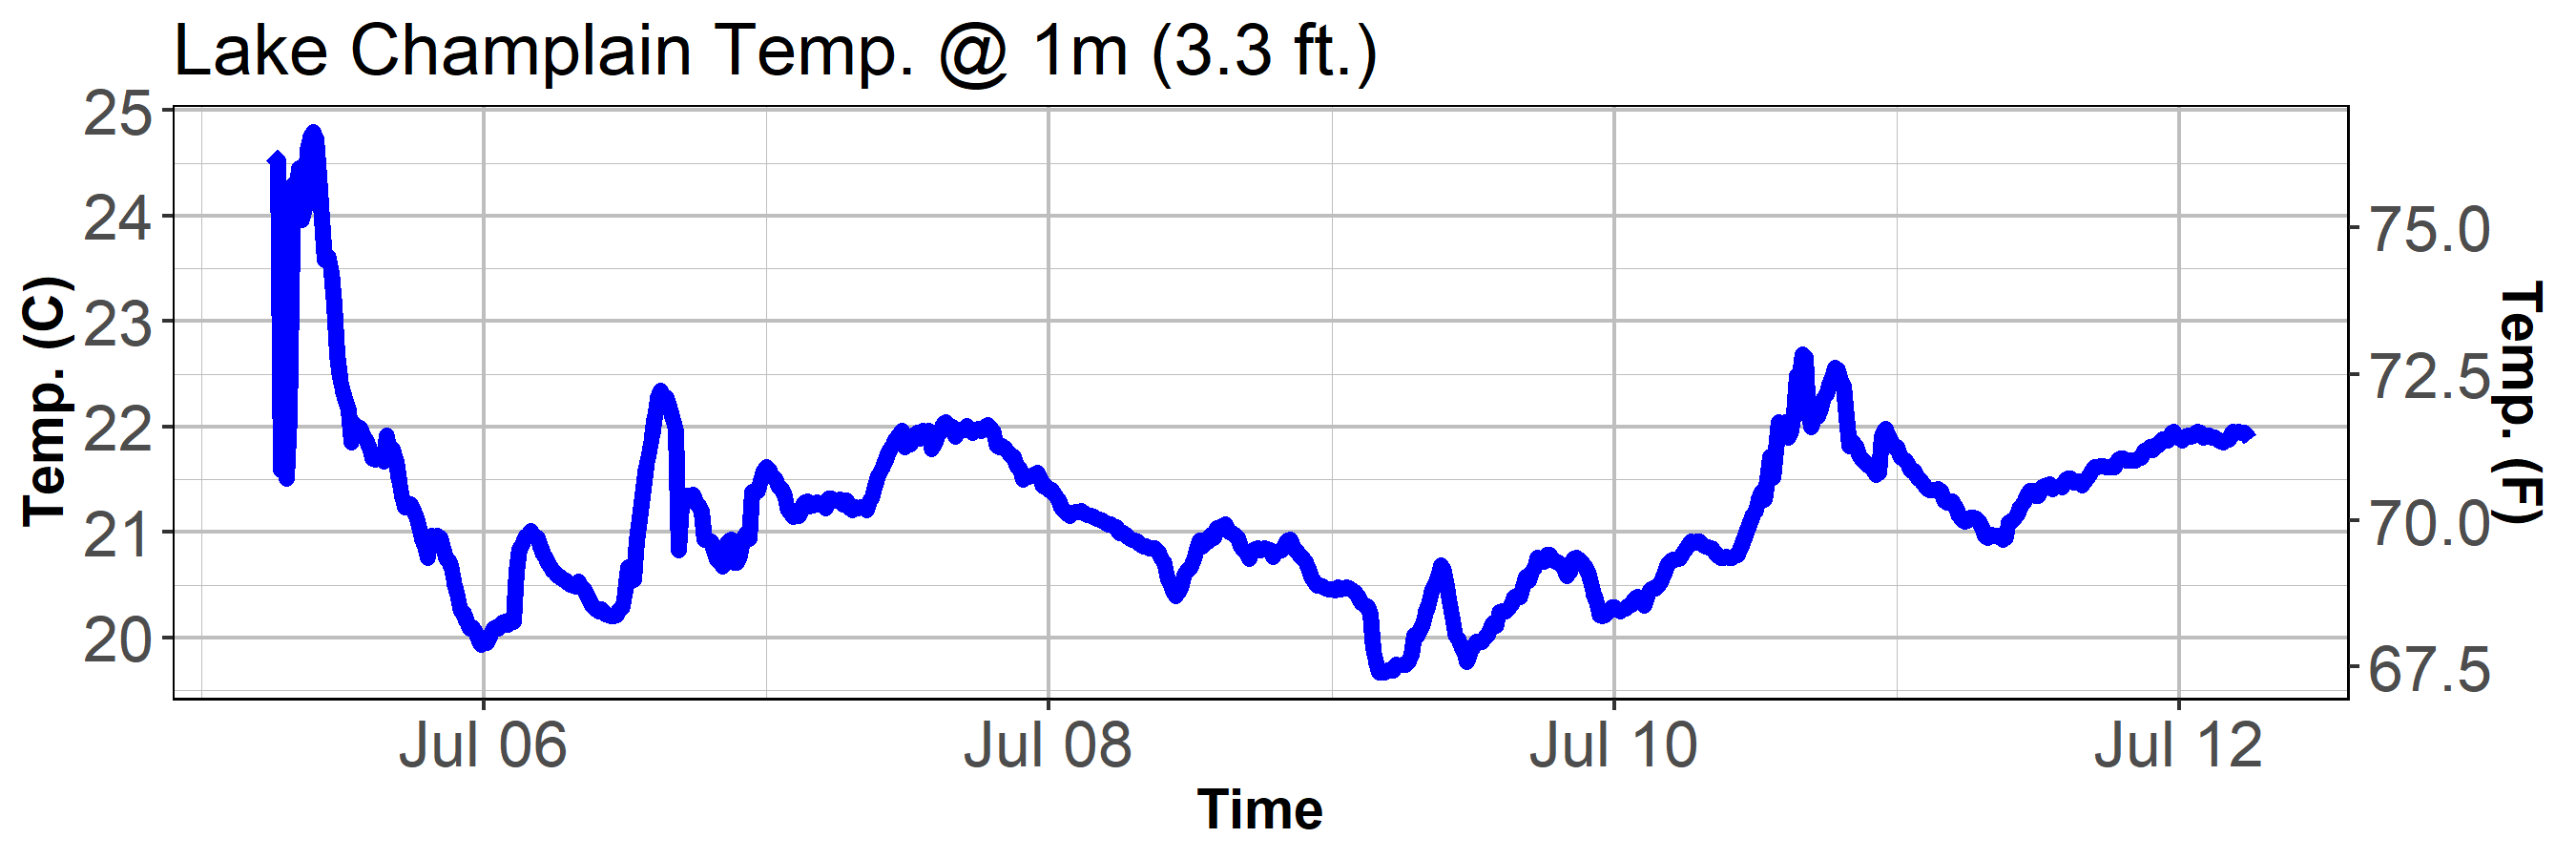 Lake Champlain Temp. @ 1m (3.3 ft.)
25
24
23
22
21
20
Temp. (C)
75.0
72.5
70.0
67.5
Temp. (F)
Jul 06
Jul 08
Jul 10
Jul 12
Time